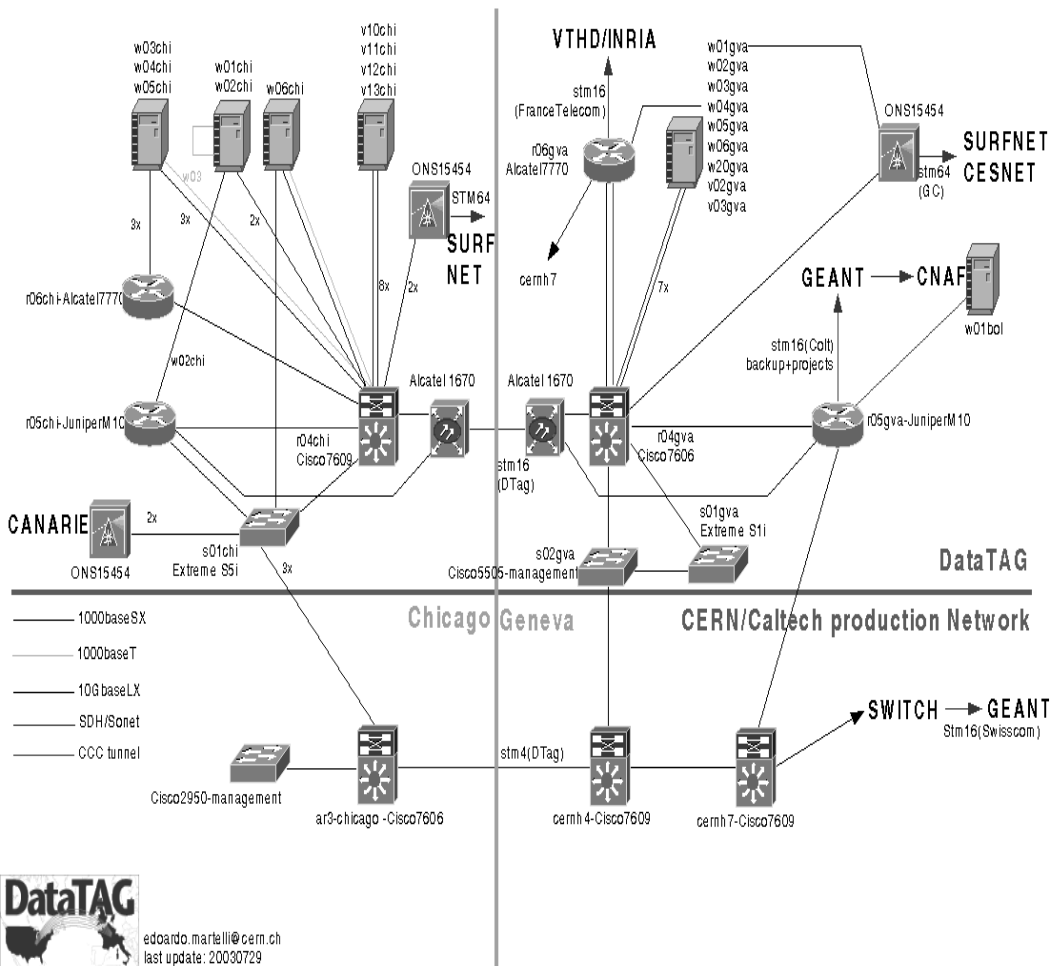 w03chi
w04chi
w05chi
w01chi
w02chi
w06chi
v10chi
v11chi
v12chi
v13chi
ONS15454
STM64
SURF
NET
w03
3x
3x
2x
8x
2x
r06chi-Alcatel7770
w02chi
r05chi-JuniperM10
r04chi
Cisco7609
Alcatel 1670
CANARIE
2x
ONS15454
s01chi
Extreme S5i
3x
VTHD/INRIA
stm16
(FranceTelecom)
r06gva
Alcatel7770
cernh7
w01gva
w02gva
w03gva
w04gva
w05gva
w06gva
w20gva
v02gva
v03gva
7x
ONS15454
SURFNET
CESNET
stm64
(GC)
GEANT
CNAF
w01bol
stm16(Colt)
backup+projects
Alcatel 1670
stm16
(DTag)
r04gva
Cisco7606
r05gva-JuniperM10
s01gva
Extreme S1i
s02gva
Cisco5505-management
DataTAG
Chicago
Geneva
CERN/Caltech production Network
1000baseSX
1000baseT
10GbaseLX
SDH/Sonet
CCC tunnel
SWITCH
GEANT
Stm16(Swisscom)
stm4(DTag)
Cisco2950-management
ar3-chicago -Cisco7606
cernh4-Cisco7609
cernh7-Cisco7609
DataTAG
edoardo.martelli@cern.ch
last update: 20030729